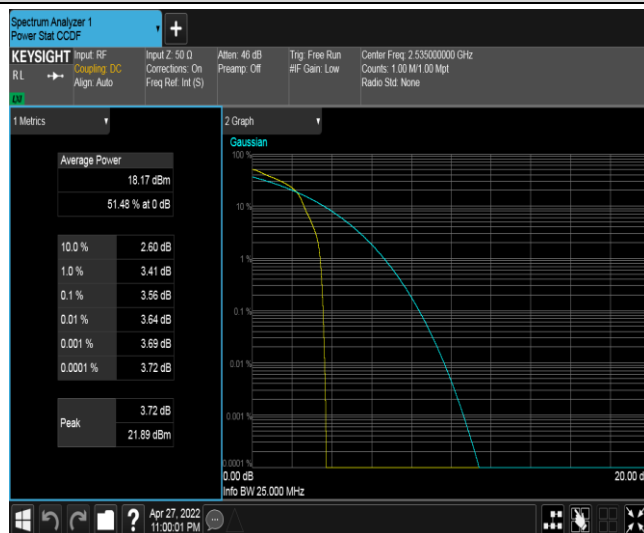 Spectrum Analyzer 1
Power Stat CCDF
+
KEYSIGHT
RL
LXI
Input: RF
Coupling: DC
Align: Auto
Input Z: 50 Ω
Corrections: On
Freq Ref: Int (S)
Atten: 46 dB
Preamp: Off
Trig: Free Run
#IF Gain: Low
Center Freq: 2.535000000 GHz
Counts: 1.00 M/1.00 Mpt
Radio Std: None
1 Metrics
Average Power
18.17 dBm
51.48 % at 0 dB
10.0 % 2.60 dB
1.0 % 3.41 dB
0.1 % 3.56 dB
0.01 % 3.64 dB
0.001 % 3.69 dB
0.0001 % 3.72 dB
Peak
3.72 dB
21.89 dBm
2 Graph
Gaussian
100 %
10 %
1 %
0.1 %
0.01 %
0.001 %
0.0001 %
0.00 dB
20.00 d
Info BW 25.000 MHz
?
Apr 27, 2022
11:00:01 PM